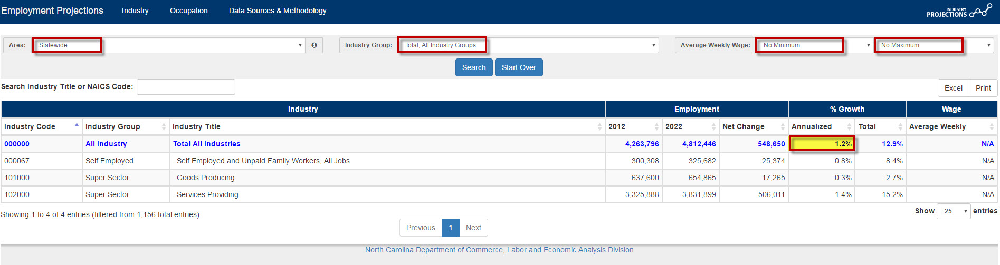 Employment Projections Industry Occupation Data Sources & Methodology INDUSTRY PROJECTIONS
Area: Statewide Industry Group: Total, All Industry Groups Average Weekly Wage: No Minimum No Maximum
Search Start Over
Search Industry Title or NAICS Code: Excel Print
Industry Employment % Growth Wage
Industry Code Industry Group Industry Title 2012 2022 Net Change Annualized Total Average Weekly
000000 All Industry Total All Industries 4,263,796 4,812,446 548,650 1.2% 12.9% N/A
000067 Self Employed Self Employed and Unpaid Family Workers, All Jobs 300,308 325,682 25,374 0.8% 8.4% N/A
101000 Super Sector Goods Producing 637,600 654,865 17,265 0.3% 2.7% N/A
102000 Super Sector Services Providing 3,325,888 3,831,899 506,011 1.4% 15.2% N/A
Showing 1 to 4 of 4 entries (filtered from 1,156 total entries) Show 25 entries
Previous 1 Next
North Carolina Department of Commerce, Labor and Economic Analysis Division